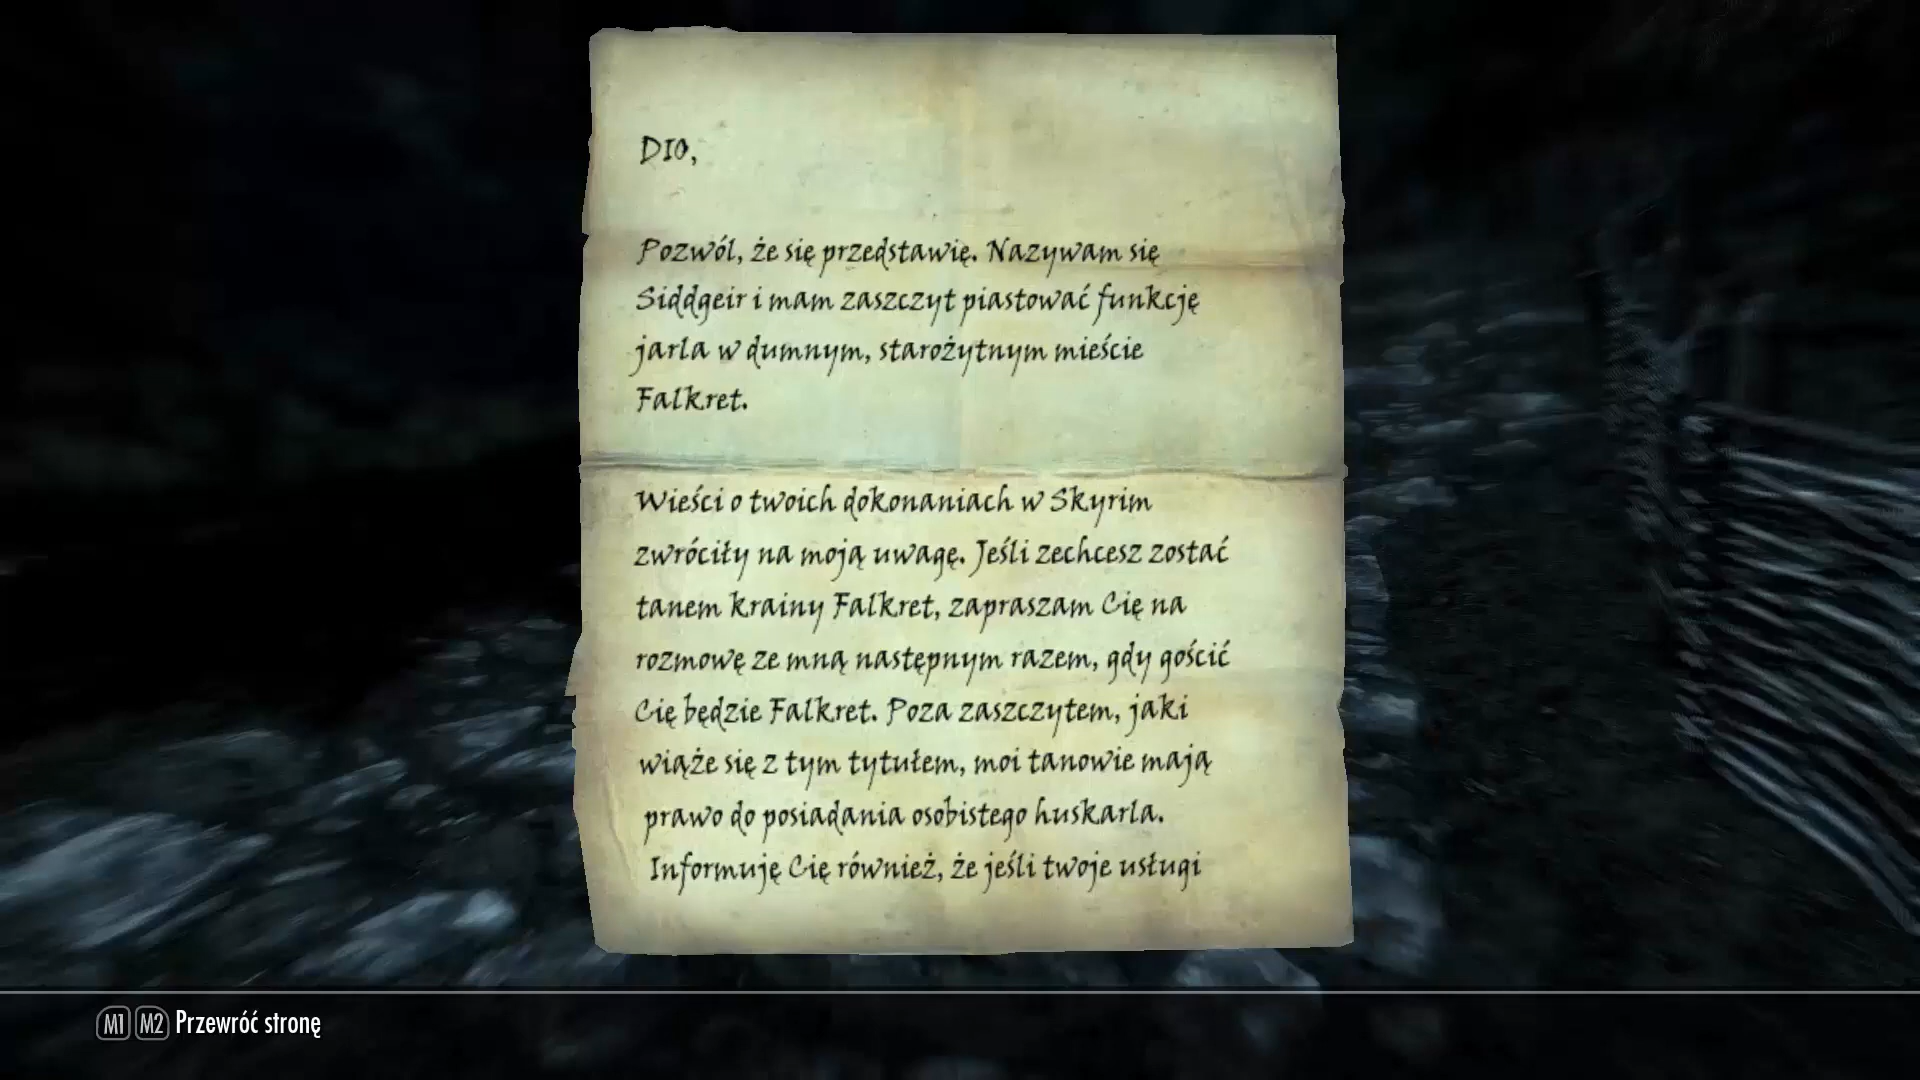 DIO,
Pozwól, że się przedstawię. Nazywam się
Siddgeir i mam zaszczyt piastować funkcję
jarla w dumnym, starożytnym mieście
Falkret.
Wieści o twoich dokonaniach w Skyrim
zwróciły na moją uwagę. Jeśli zechcesz zostać
tanem krainy Falkret, zapraszam Cię na
rozmowę ze mną następnym razem, gdy gościć
Cię będzie Falkret. Poza zaszczytem, jaki
wiąże się z tym tytułem, moi tanowie mają
prawo do posiadania osobistego huskarla.
Informuję Cię również, że jeśli twoje usługi
M1 M2 Przewróć stronę